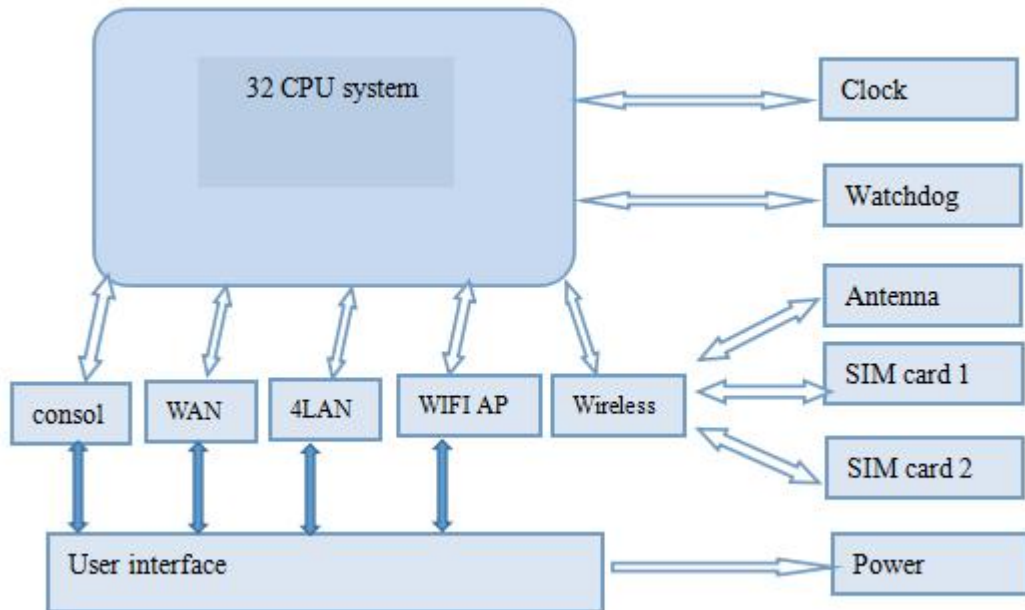 32 CPU system
Clock
Watchdog
Antenna
SIM card 1
consol
WAN
4LAN
WIFI AP
Wireless
SIM card 2
User interface
Power